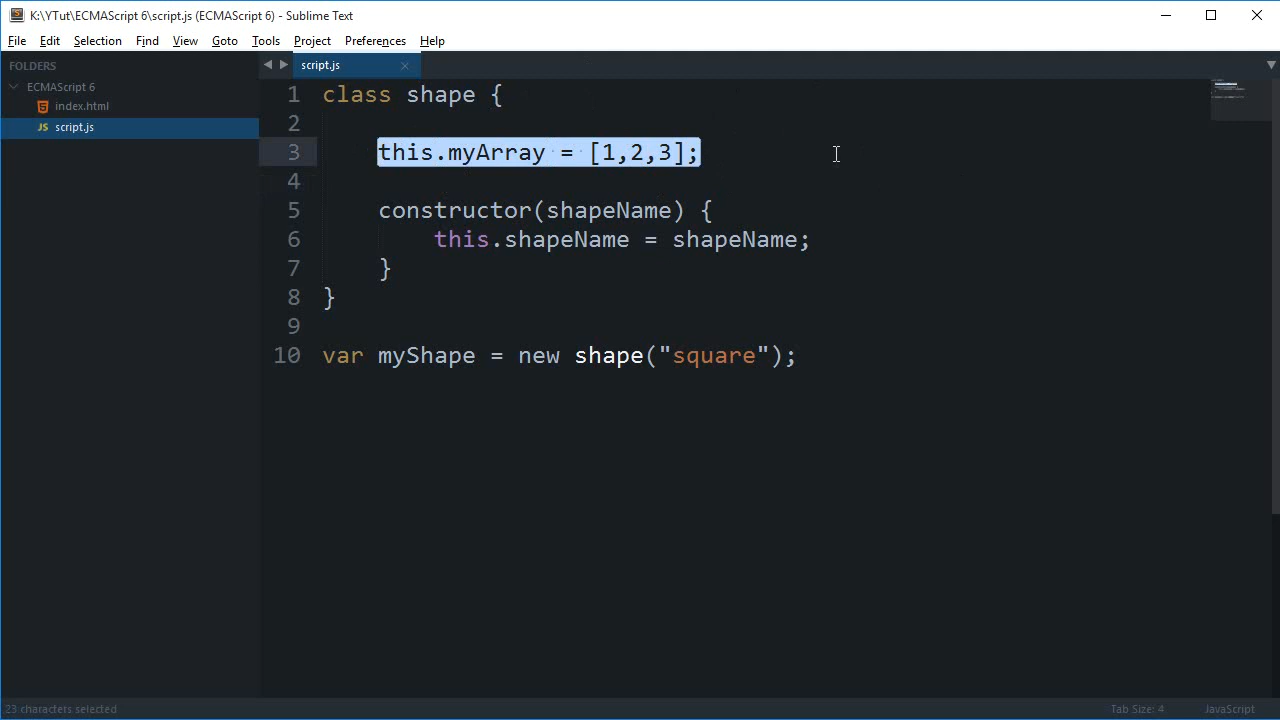 K:\YTut\ECMAScript 6\script.js (ECMAScript 6) - Sublime Text
File Edit Selection Find View Goto Tools Project Preferences Help
FOLDERS
ECMAScript 6
index.html
JS script.js
script.js
1 class shape {
2
3 this.myArray = [1,2,3];
4
5 constructor(shapeName) {
6 this.shapeName = shapeName;
7 }
8 }
9
10 var myShape = new shape("square");
23 characters selected
Tab Size: 4
JavaScript